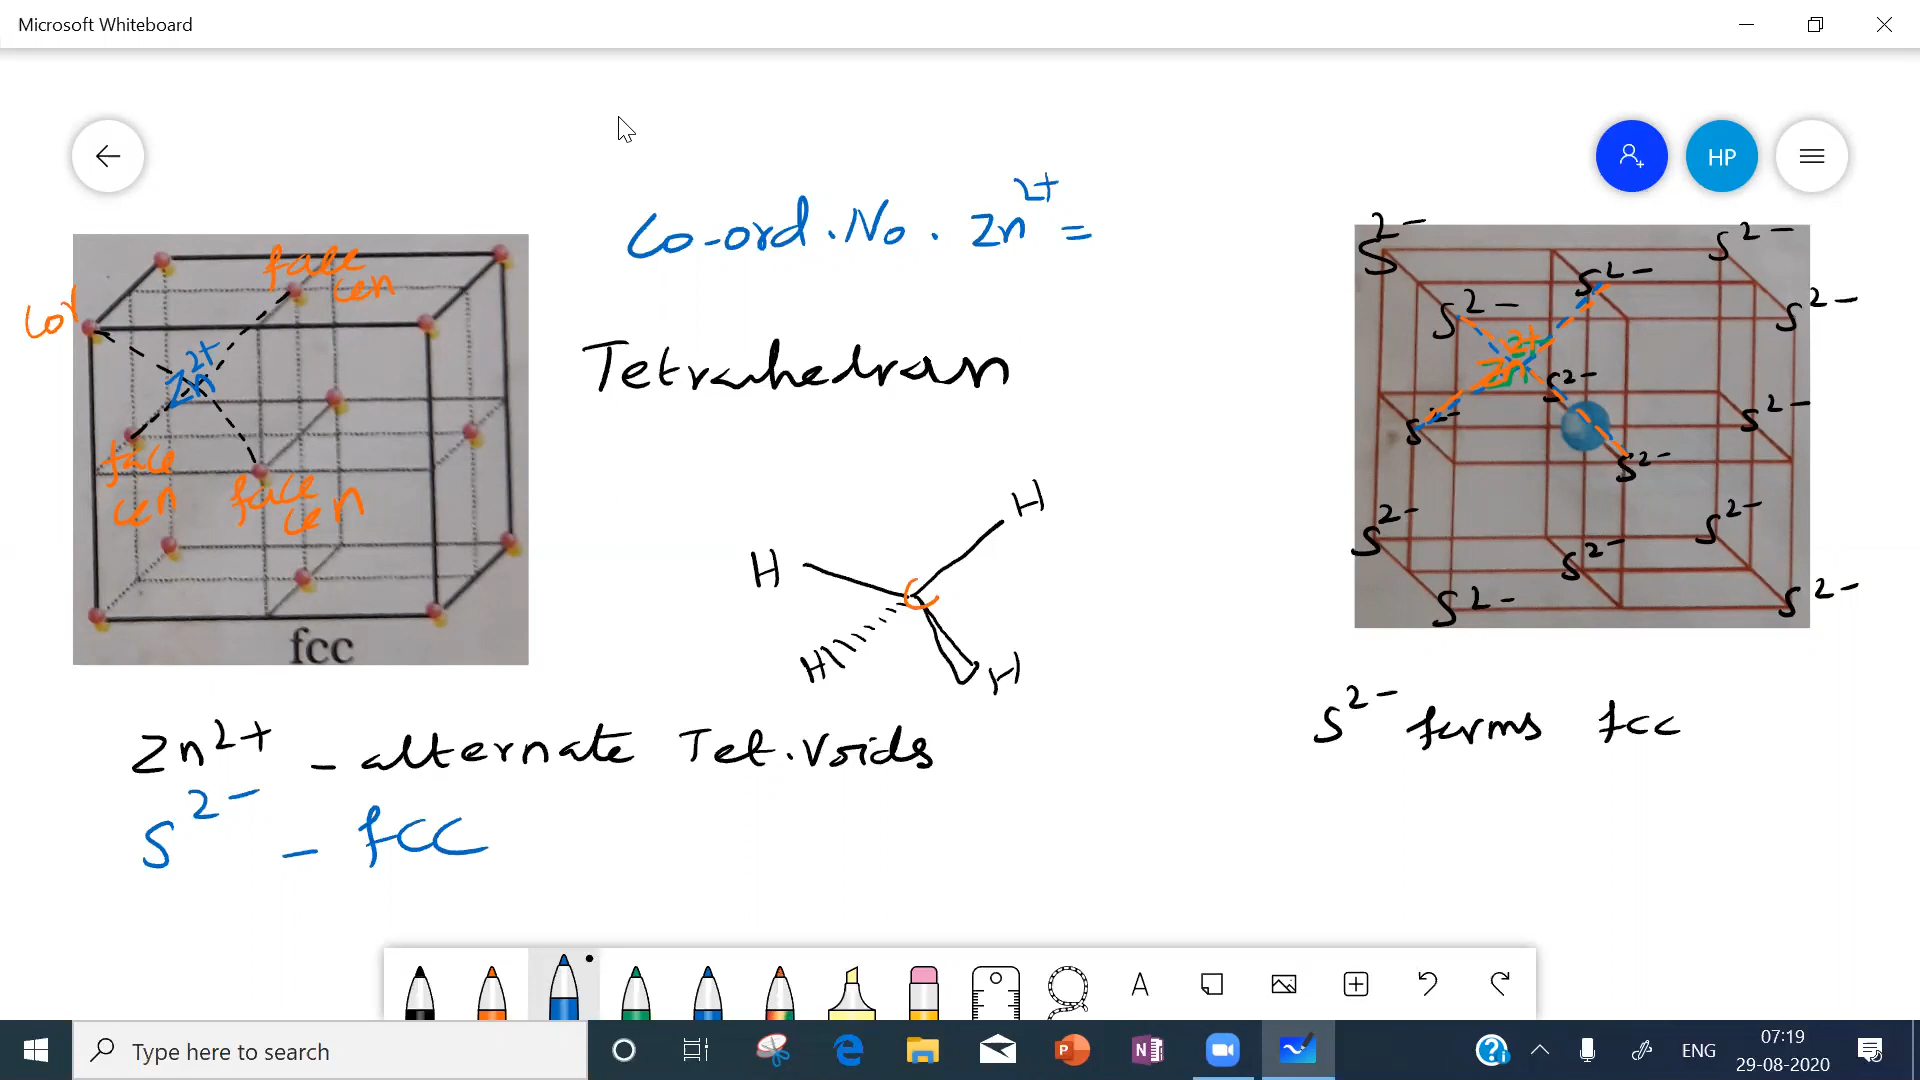 Microsoft Whiteboard
HP
Co-ord. No. Zn2+ =
cor
face
cen
Zn2+
face
cen
face
cen
fcc
Tetrahedran
H
H
C
H
H
S2-
S2-
S2-
S2-
S2-
Zn2+
S2-
S2-
S2-
S2-
S2-
S2-
S2-
S2-
S2-
Zn2+ - alternate Tet. Voids
S2- - fcc
S2- forms fcc
A
Type here to search
ENG
07:19
29-08-2020